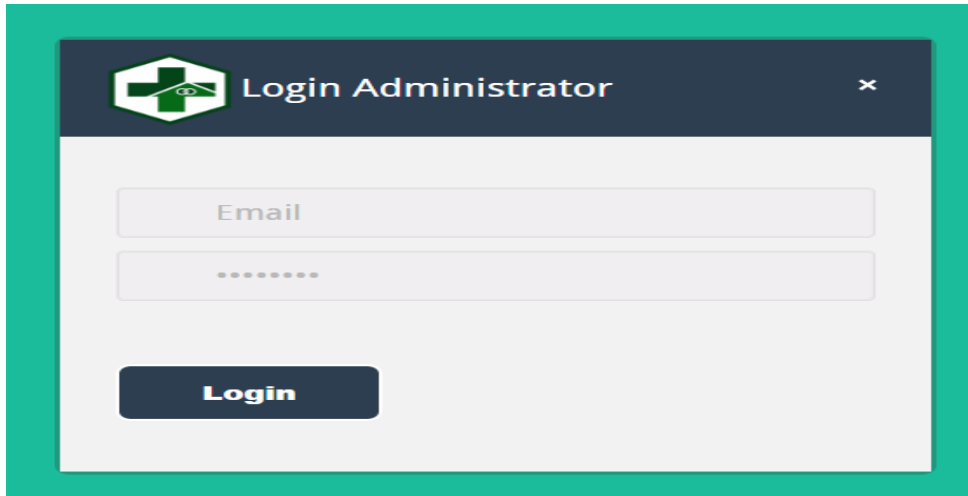 Login Administrator ×
Email
••••••••
Login